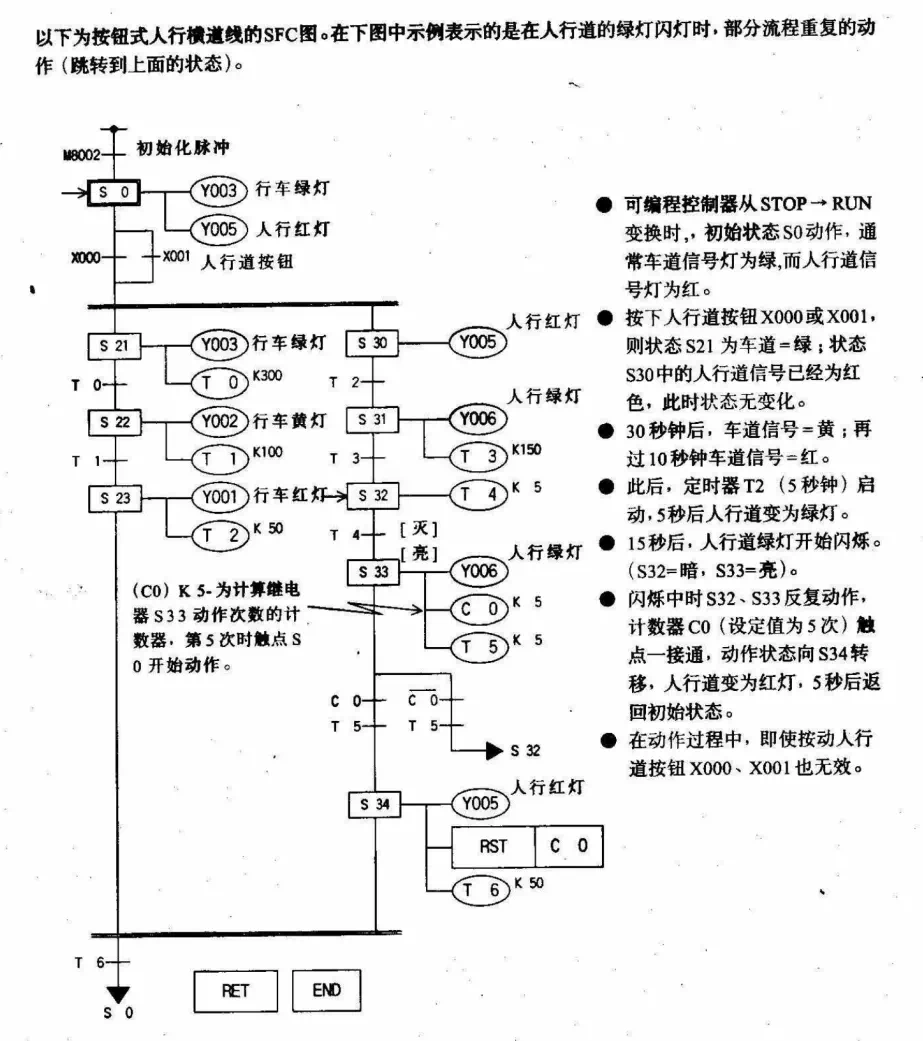 以下为按钮式人行横道线的SFC图。在下图中示例表示的是在人行道的绿灯闪灯时，部分流程重复的动
作（跳转到上面的状态）。
M8002 初始化脉冲
S 0 Y003 行车绿灯
Y005 人行红灯
X000 X001 人行道按钮
S 21 Y003 行车绿灯
T 0 K300
T 0
S 22 Y002 行车黄灯
T 1 K100
T 1
S 23 Y001 行车红灯
T 2 K 50
(C0) K 5-为计算继电
器 S33 动作次数的计
数器，第 5 次时触点 S
0 开始动作。
人行红灯
S 30 Y005
T 2
人行绿灯
S 31 Y006
T 3 K150
T 3
S 32 T 4 K 5
T 4 [灭]
[亮] 人行绿灯
S 33 Y006
C 0 K 5
T 5 K 5
C 0 C 0
T 5 T 5
S 32
人行红灯
S 34 Y005
RST C 0
T 6 K 50
T 6
S 0
RET END
● 可编程控制器从 STOP→RUN
变换时,，初始状态S0动作，通
常车道信号灯为绿,而人行道信
号灯为红。
● 按下人行道按钮X000或X001，
则状态S21 为车道=绿；状态
S30中的人行道信号已经为红
色，此时状态无变化。
● 30秒钟后，车道信号=黄；再
过10秒钟车道信号=红。
● 此后，定时器T2（5秒钟）启
动，5秒后人行道变为绿灯。
● 15秒后，人行道绿灯开始闪烁。
（S32=暗，S33=亮）。
● 闪烁中时S32、S33反复动作，
计数器C0（设定值为5次）触
点一接通，动作状态向S34转
移，人行道变为红灯，5秒后返
回初始状态。
● 在动作过程中，即使按动人行
道按钮X000、X001也无效。